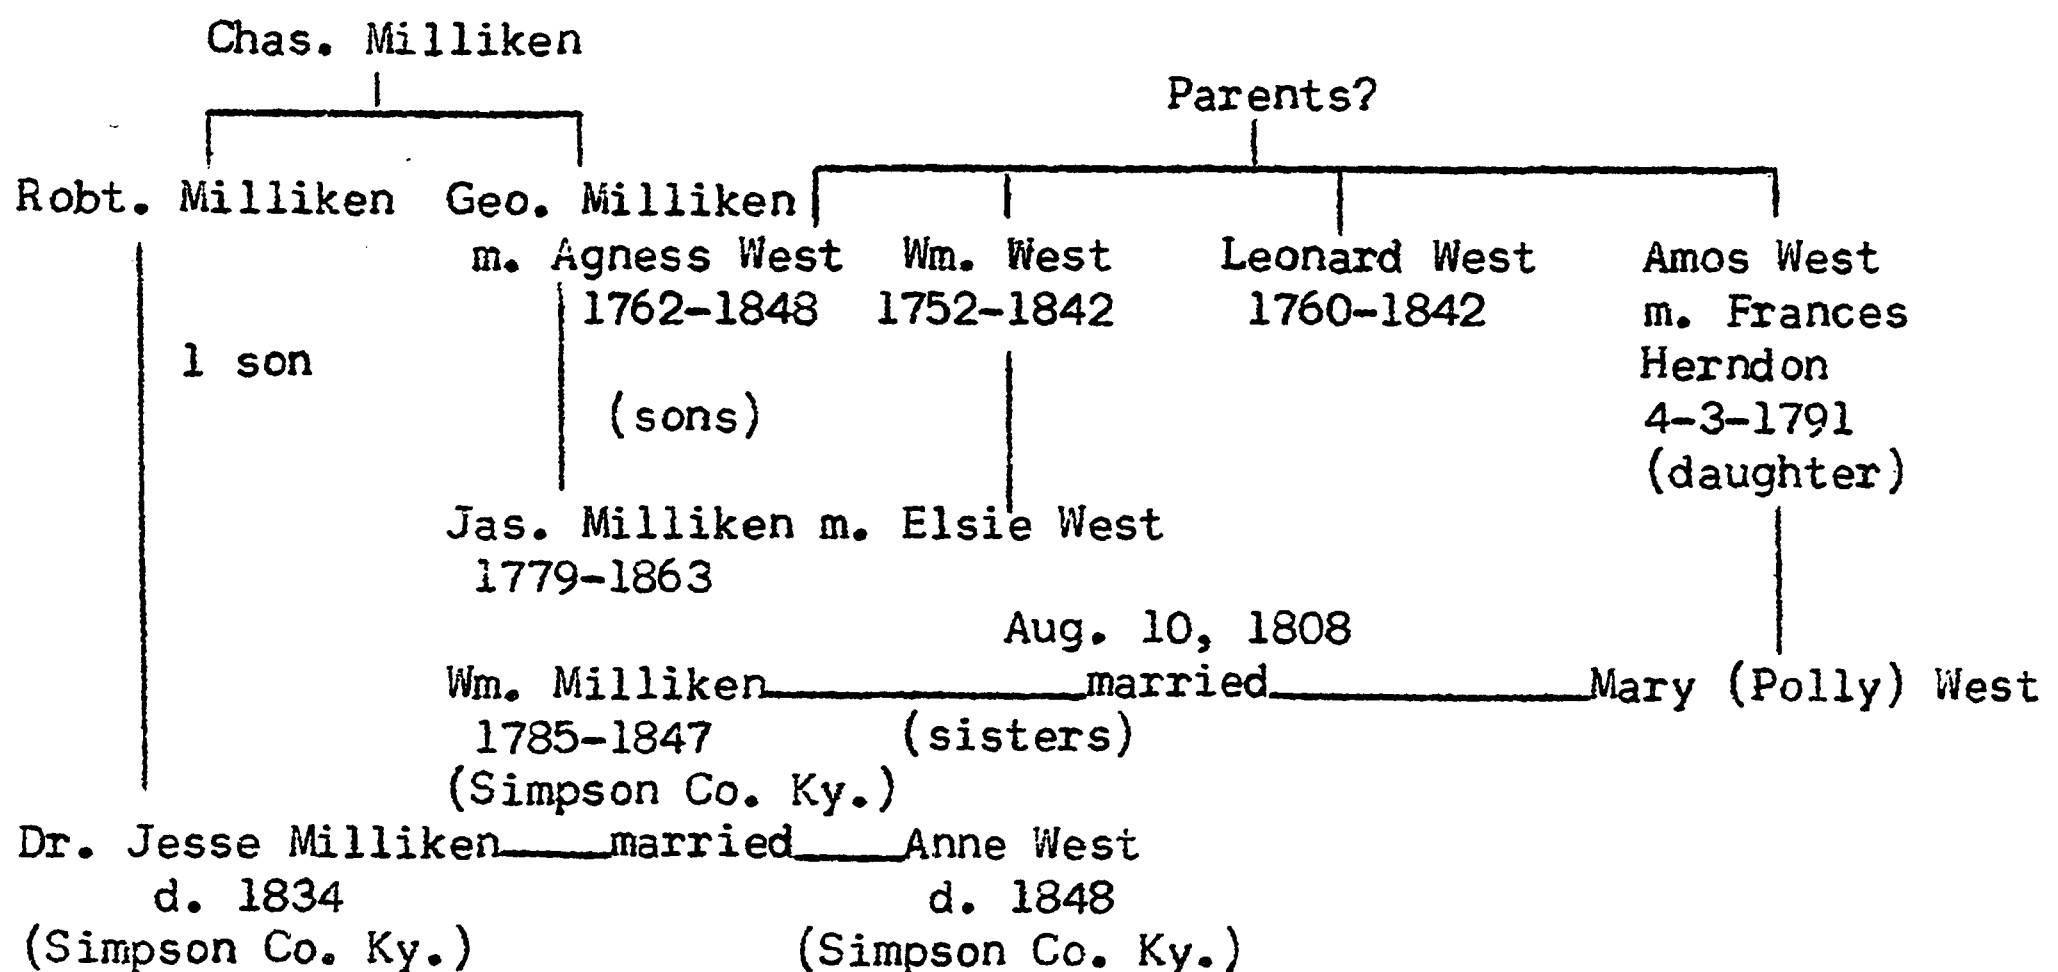 Chas. Milliken
Parents?
Robt. Milliken Geo. Milliken
m. Agness West Wm. West Leonard West Amos West
1762-1848 1752-1842 1760-1842 m. Frances
1 son Herndon
(sons) 4-3-1791
(daughter)
Jas. Milliken m. Elsie West
1779-1863
Aug. 10, 1808
Wm. Milliken married Mary (Polly) West
1785-1847 (sisters)
(Simpson Co. Ky.)
Dr. Jesse Milliken married Anne West
d. 1834 d. 1848
(Simpson Co. Ky.) (Simpson Co. Ky.)